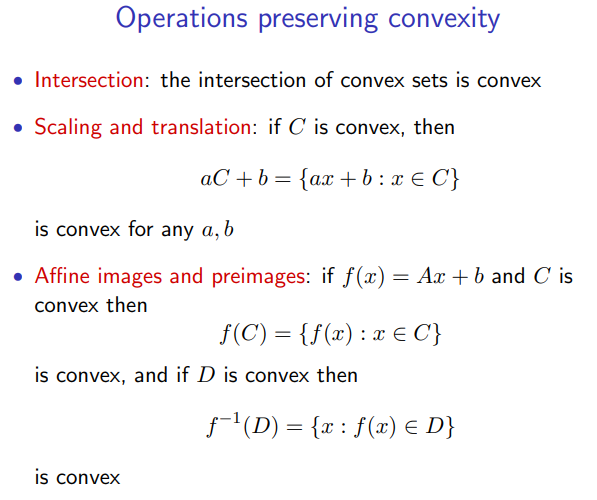 Operations preserving convexity
• Intersection: the intersection of convex sets is convex
• Scaling and translation: if C is convex, then
aC + b = {ax + b : x ∈ C}
is convex for any a, b
• Affine images and preimages: if f(x) = Ax + b and C is
convex then
f(C) = {f(x) : x ∈ C}
is convex, and if D is convex then
f⁻¹(D) = {x : f(x) ∈ D}
is convex